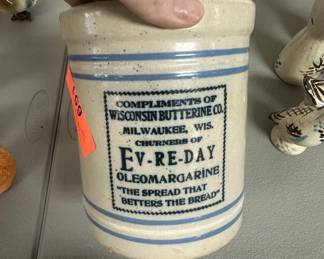 COMPLIMENTS OF
WISCONSIN BUTTERINE CO.
MILWAUKEE, WIS.
CHURNERS OF
EV-RE-DAY
OLEOMARGARINE
"THE SPREAD THAT
BETTERS THE BREAD"